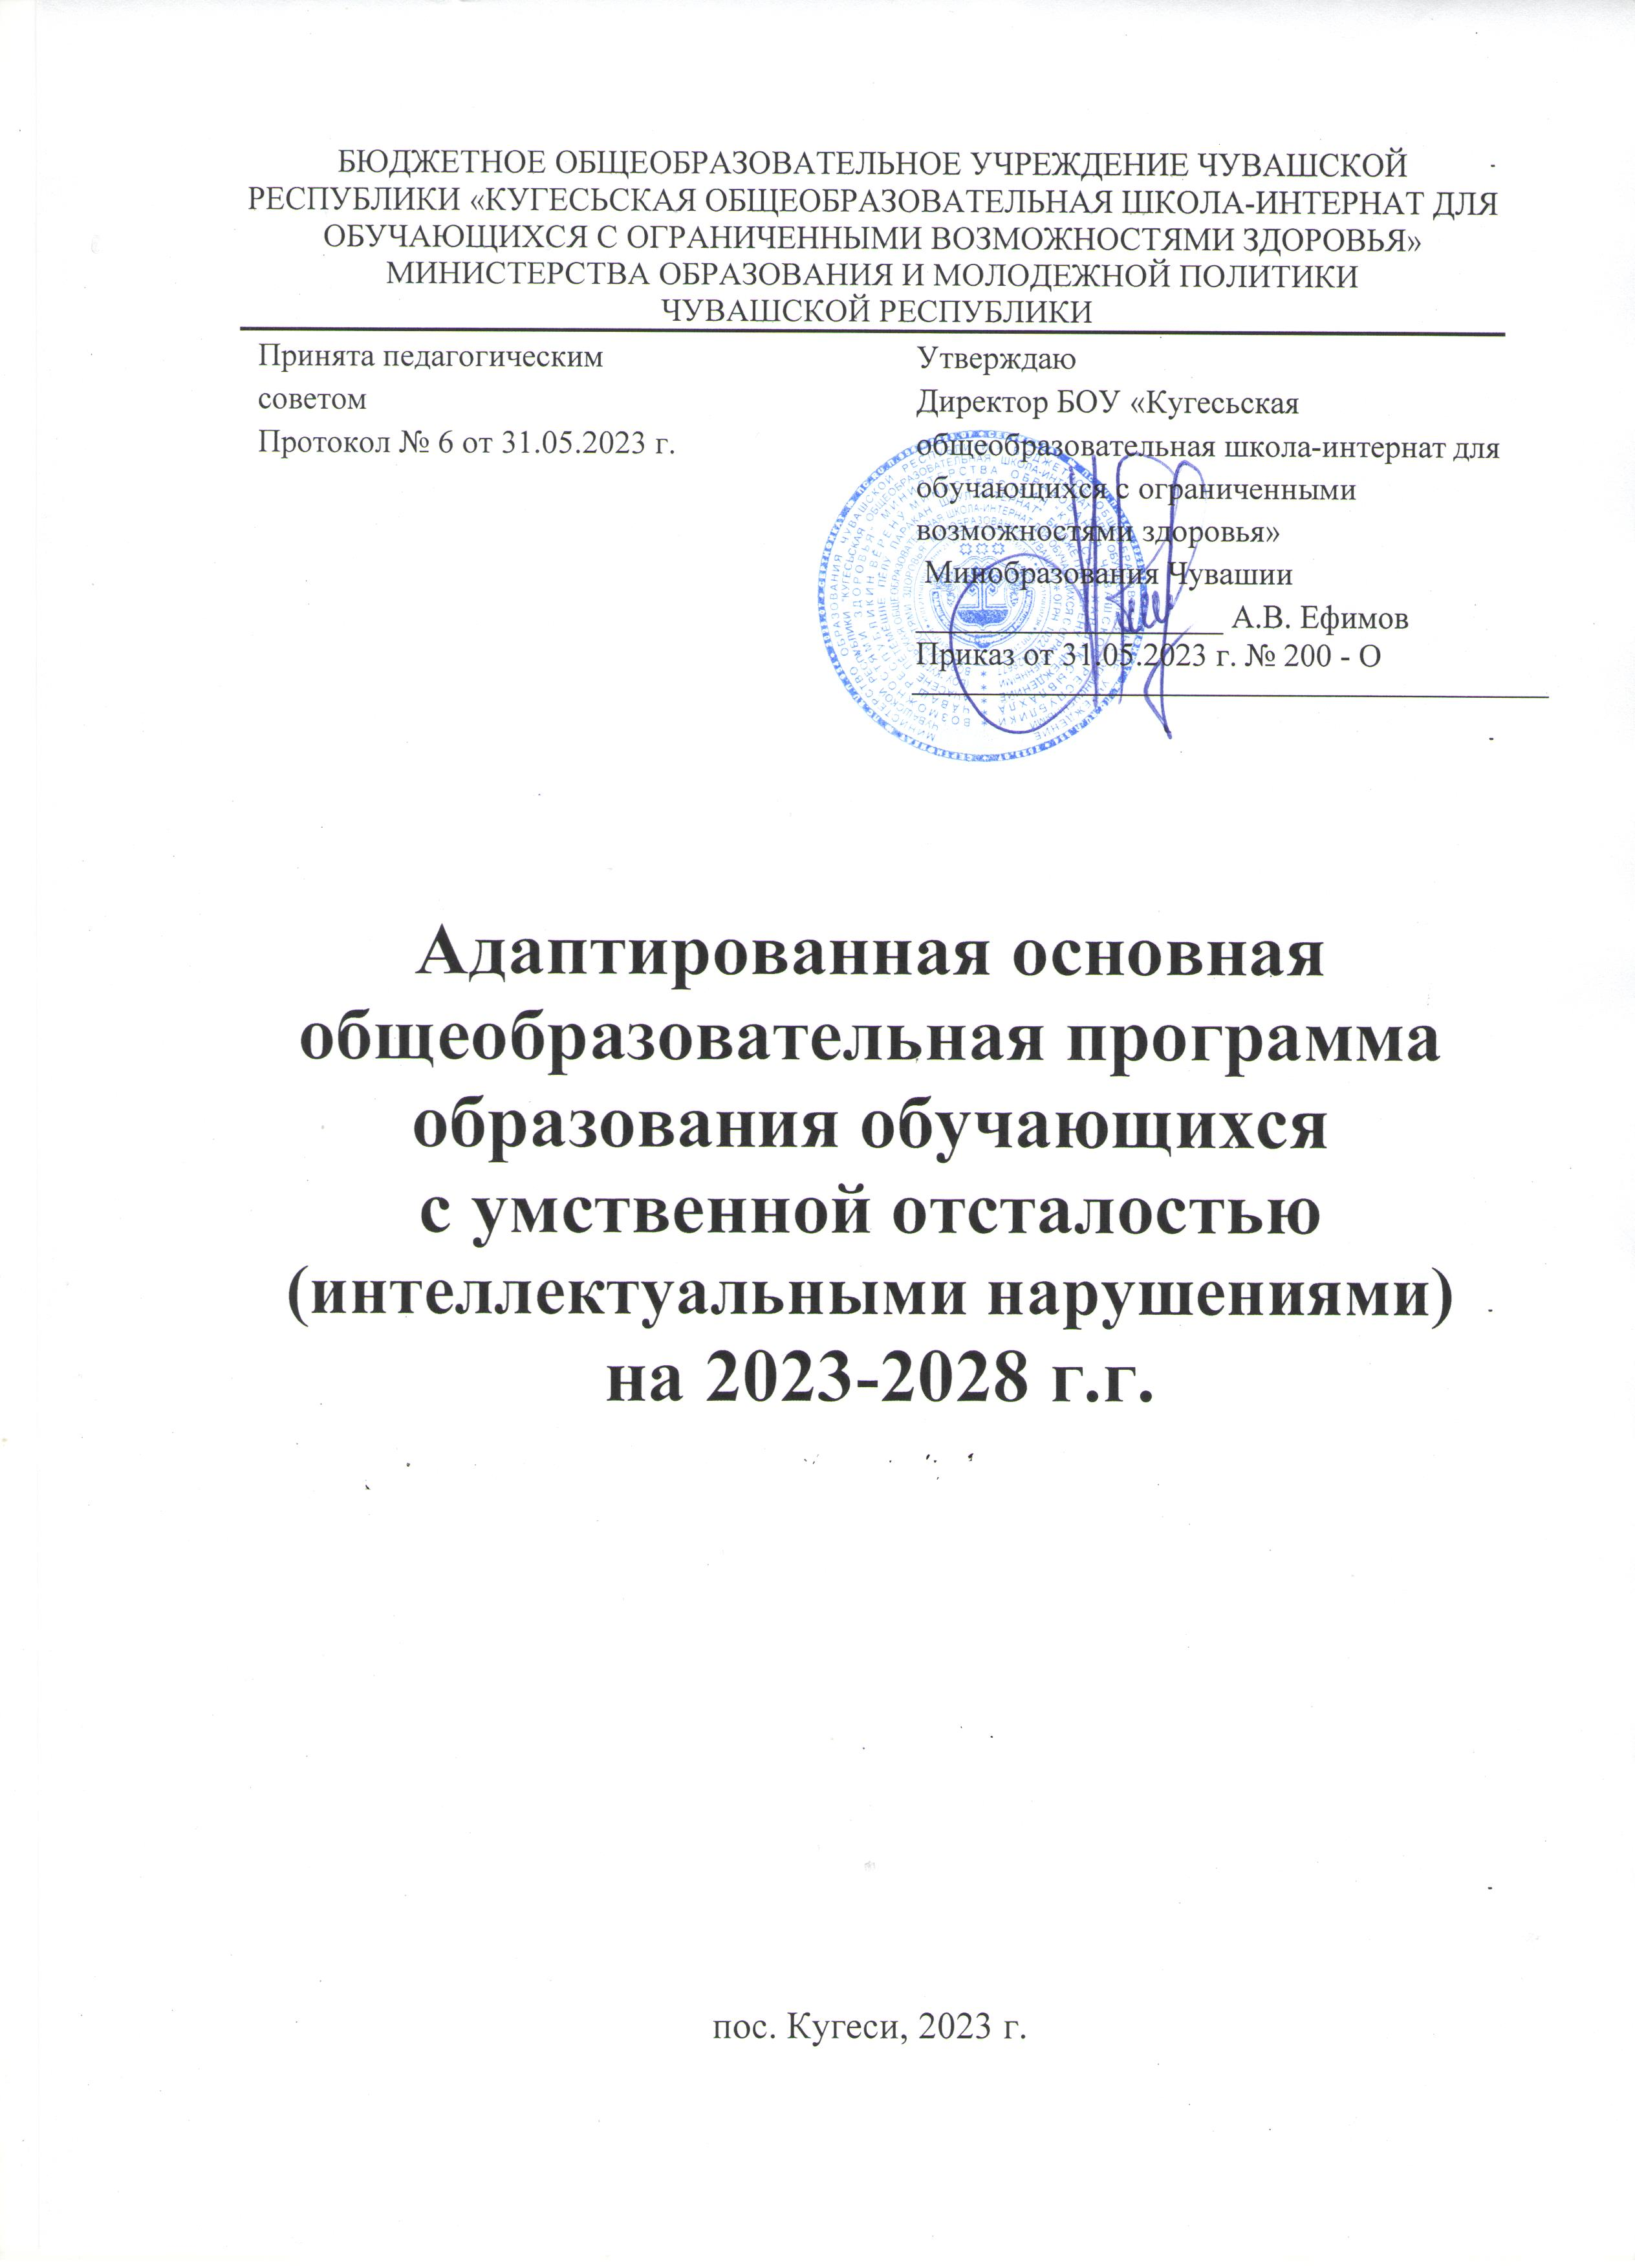 БЮДЖЕТНОЕ ОБЩЕОБРАЗОВАТЕЛЬНОЕ УЧРЕЖДЕНИЕ ЧУВАШСКОЙ
РЕСПУБЛИКИ «КУГЕСЬСКАЯ ОБЩЕОБРАЗОВАТЕЛЬНАЯ ШКОЛА-ИНТЕРНАТ ДЛЯ
ОБУЧАЮЩИХСЯ С ОГРАНИЧЕННЫМИ ВОЗМОЖНОСТЯМИ ЗДОРОВЬЯ»
МИНИСТЕРСТВА ОБРАЗОВАНИЯ И МОЛОДЕЖНОЙ ПОЛИТИКИ
ЧУВАШСКОЙ РЕСПУБЛИКИ
Принята педагогическим
советом
Протокол № 6 от 31.05.2023 г.
Утверждаю
Директор БОУ «Кугесьская
общеобразовательная школа-интернат для
обучающихся с ограниченными
возможностями здоровья»
Минобразования Чувашии
А.В. Ефимов
Приказ от 31.05.2023 г. № 200 - О
Адаптированная основная
общеобразовательная программа
образования обучающихся
с умственной отсталостью
(интеллектуальными нарушениями)
на 2023-2028 г.г.
пос. Кугеси, 2023 г.